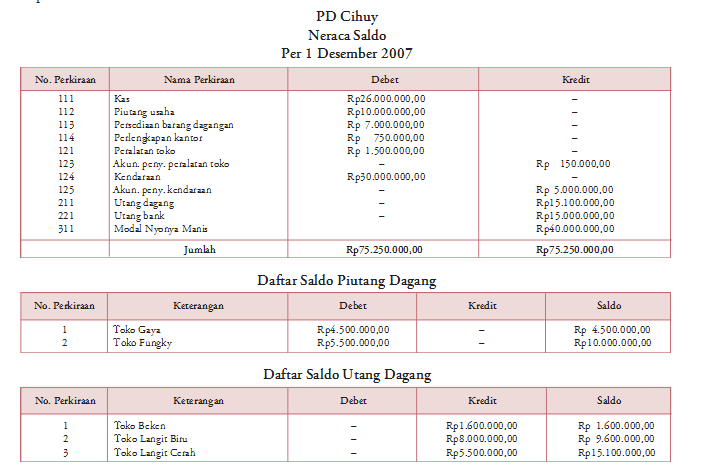 PD Cihuy
Neraca Saldo
Per 1 Desember 2007
No. Perkiraan Nama Perkiraan Debet Kredit
111 Kas Rp26.000.000,00 –
112 Piutang usaha Rp10.000.000,00 –
113 Persediaan barang dagangan Rp 7.000.000,00 –
114 Perlengkapan kantor Rp 750.000,00 –
121 Peralatan toko Rp 1.500.000,00 –
123 Akun. peny. peralatan toko – Rp 150.000,00
124 Kendaraan Rp30.000.000,00 –
125 Akun. peny. kendaraan – Rp 5.000.000,00
211 Utang dagang – Rp15.100.000,00
221 Utang bank – Rp15.000.000,00
311 Modal Nyonya Manis Rp40.000.000,00
Jumlah Rp75.250.000,00 Rp75.250.000,00
Daftar Saldo Piutang Dagang
No. Perkiraan Keterangan Debet Kredit Saldo
1 Toko Gaya Rp4.500.000,00 – Rp 4.500.000,00
2 Toko Fungky Rp5.500.000,00 – Rp10.000.000,00
Daftar Saldo Utang Dagang
No. Perkiraan Keterangan Debet Kredit Saldo
1 Toko Beken – Rp1.600.000,00 Rp 1.600.000,00
2 Toko Langit Biru – Rp8.000.000,00 Rp 9.600.000,00
3 Toko Langit Cerah – Rp5.500.000,00 Rp15.100.000,00